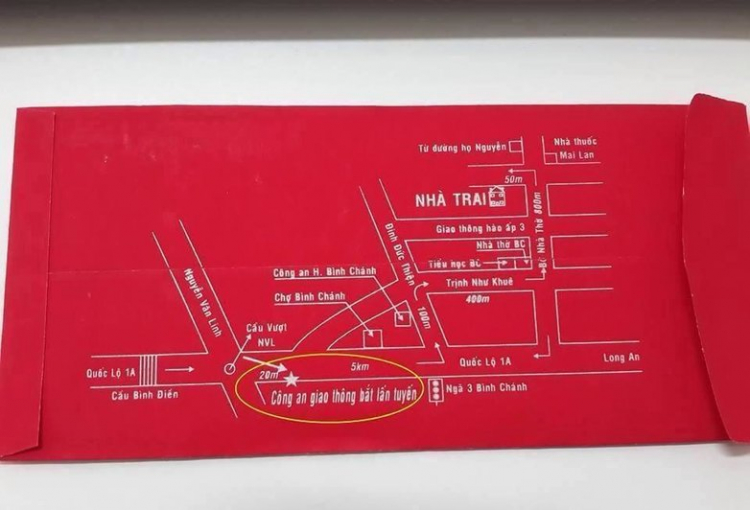 Từ đường họ Nguyễn
Nhà thuốc
Mai Lan
50m
NHÀ TRAI
800m
Nhà Thờ
Giao thông hào ấp 3
Nhà thờ BC
Tiểu học BC
Đinh Đức Thiện
Công an H. Bình Chánh
Trịnh Như Khuê
400m
Nguyễn Văn Linh
Chợ Bình Chánh
100m
Cầu Vượt
NVL
Quốc Lộ 1A
Cầu Bình Điền
20m
5km
Quốc Lộ 1A
Long An
Công an giao thông bắt lấn tuyến
Ngã 3 Bình Chánh